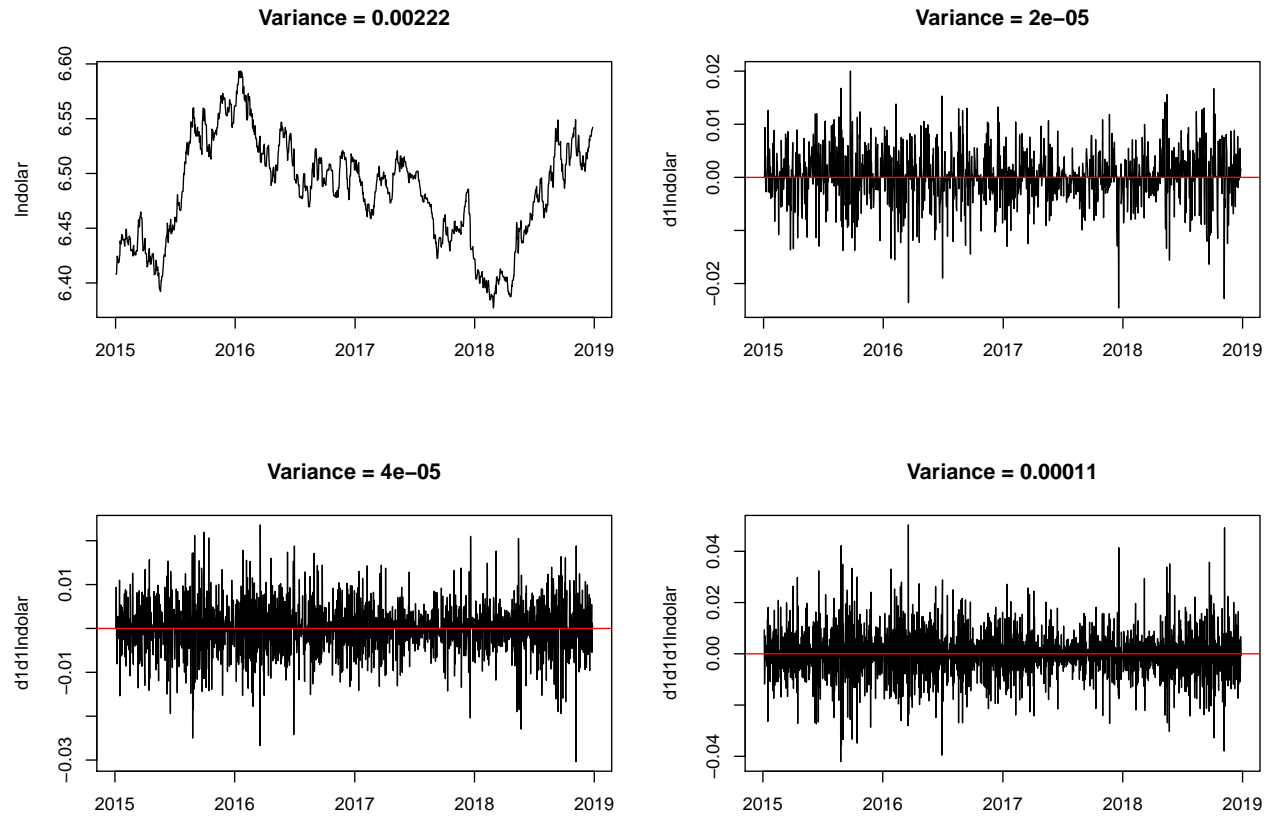 Variance = 0.00222
lndolar
6.60
6.55
6.50
6.45
6.40
2015 2016 2017 2018 2019
Variance = 2e−05
d1lndolar
0.02
0.01
0.00
−0.02
2015 2016 2017 2018 2019
Variance = 4e−05
d1d1lndolar
0.01
−0.01
−0.03
2015 2016 2017 2018 2019
Variance = 0.00011
d1d1d1lndolar
0.04
0.02
0.00
−0.04
2015 2016 2017 2018 2019